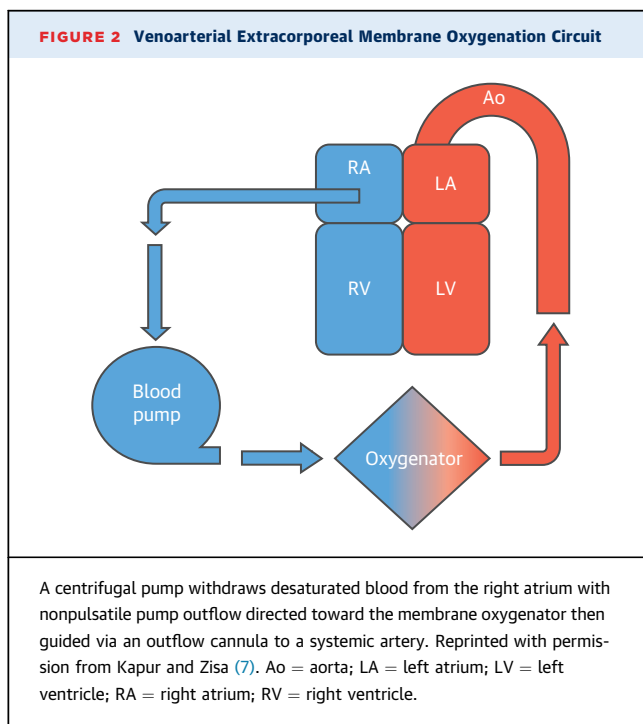 FIGURE 2 Venoarterial Extracorporeal Membrane Oxygenation Circuit
Ao
RA
LA
RV
LV
Blood
pump
Oxygenator
A centrifugal pump withdraws desaturated blood from the right atrium with
nonpulsatile pump outflow directed toward the membrane oxygenator then
guided via an outflow cannula to a systemic artery. Reprinted with permis-
sion from Kapur and Zisa (7). Ao = aorta; LA = left atrium; LV = left
ventricle; RA = right atrium; RV = right ventricle.